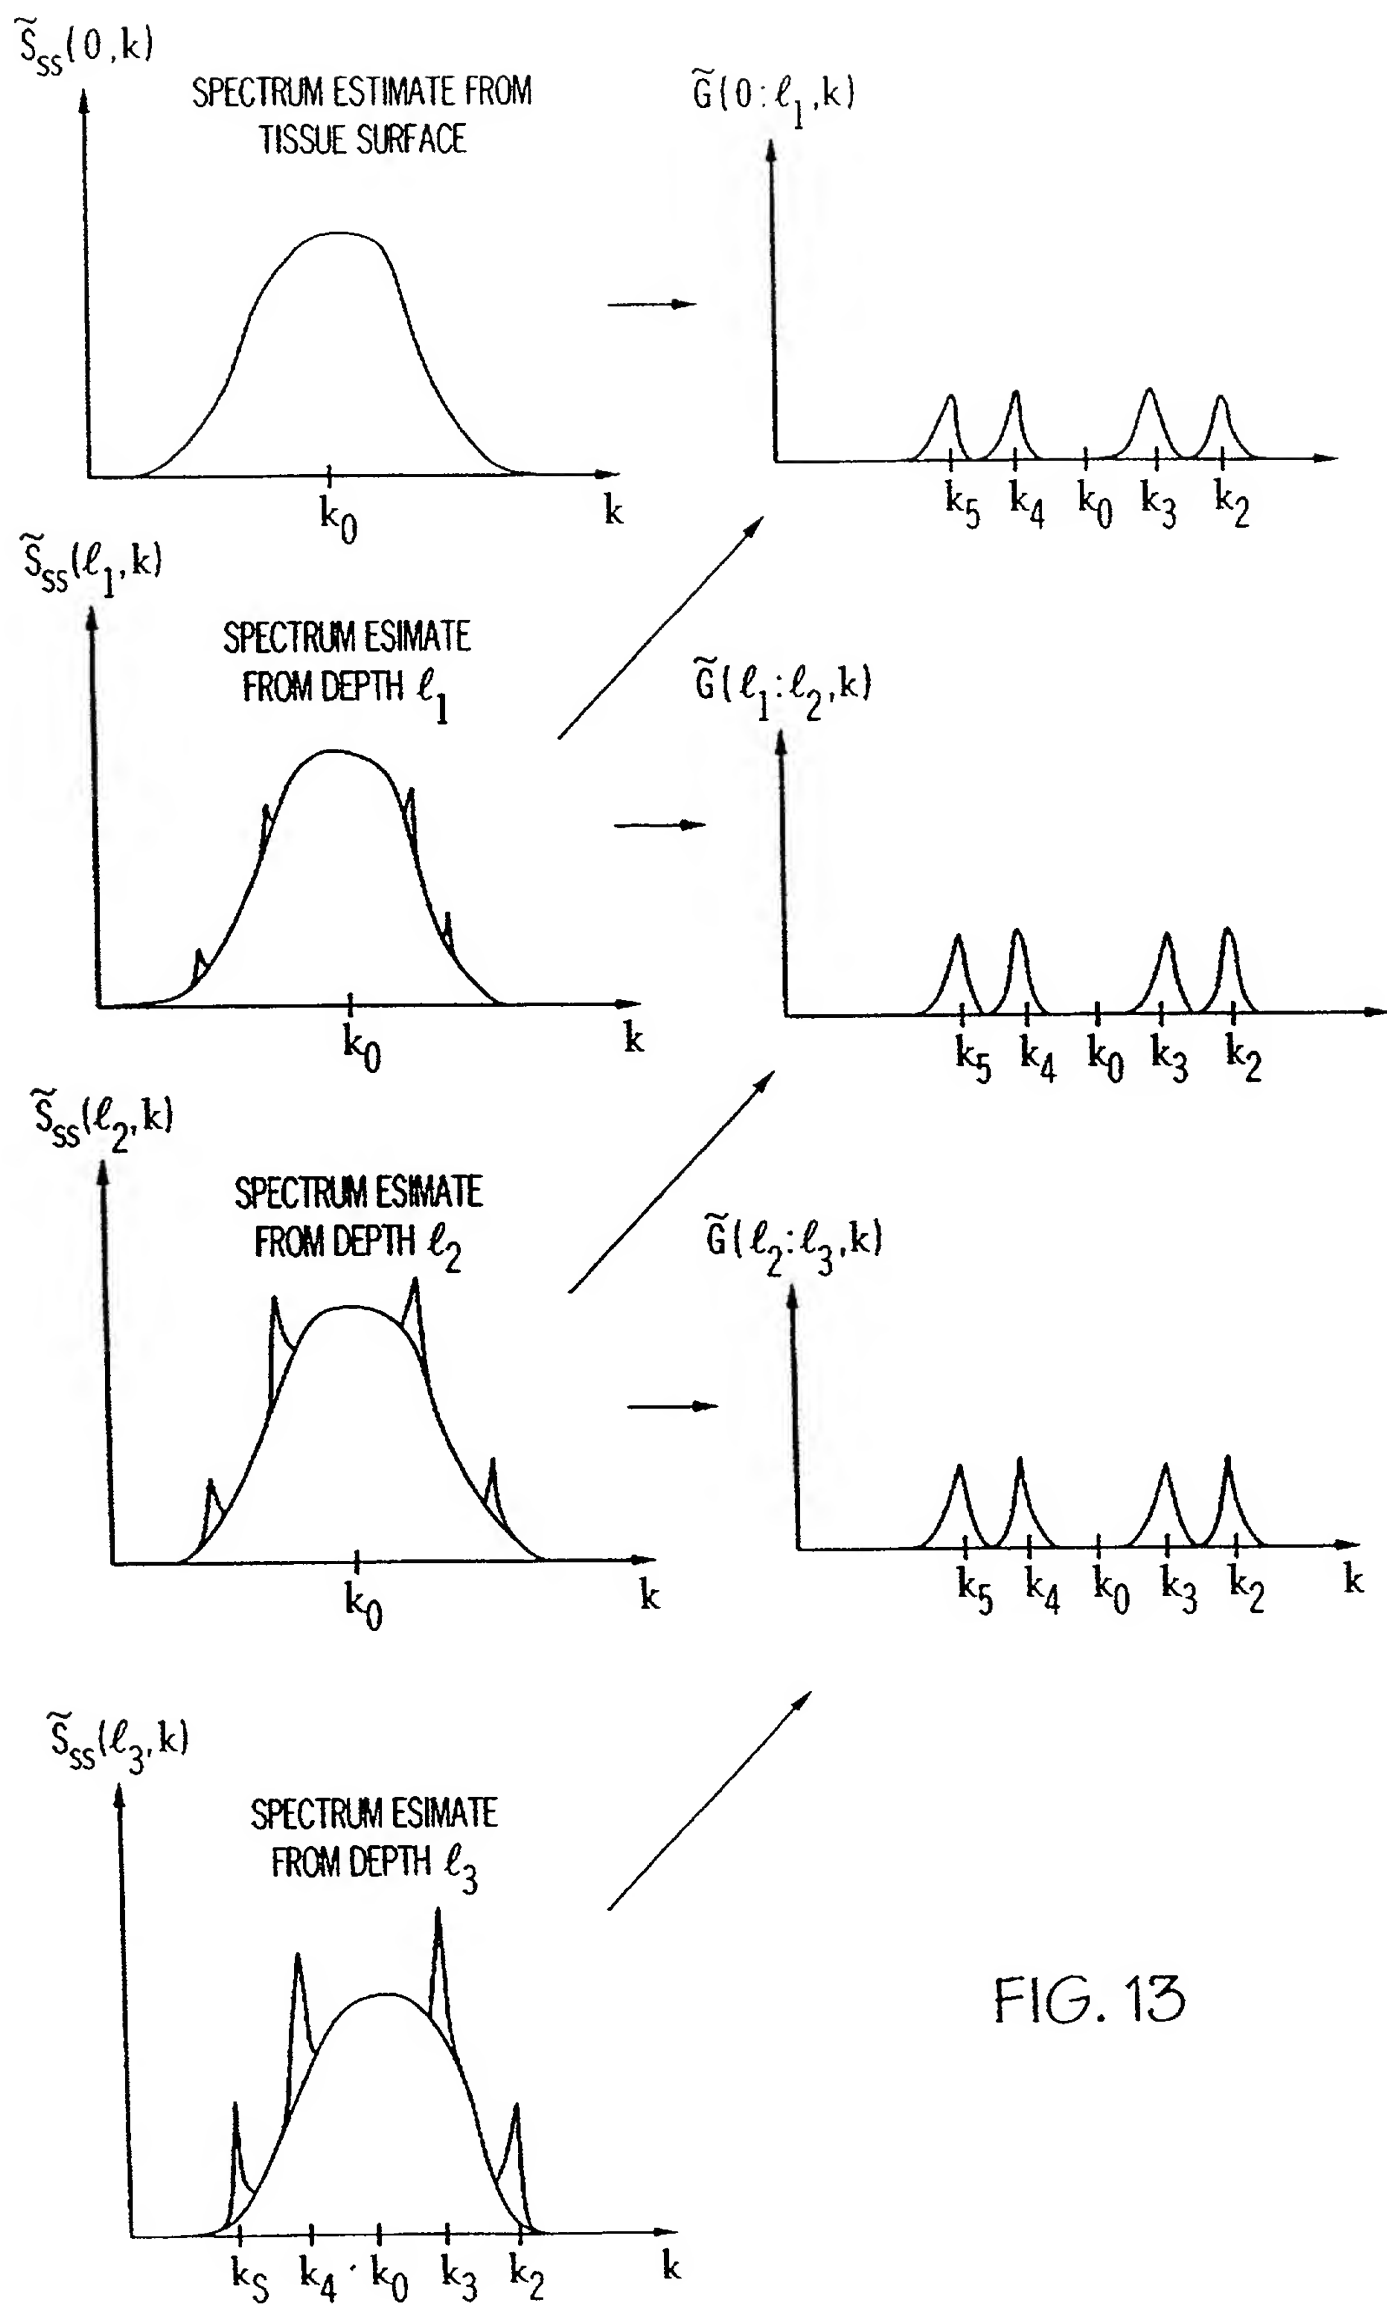 S̃ss(0,k)
SPECTRUM ESTIMATE FROM
TISSUE SURFACE
k0
k
G̃(0:ℓ1,k)
k5 k4 k0 k3 k2
S̃ss(ℓ1,k)
SPECTRUM ESIMATE
FROM DEPTH ℓ1
k0
k
G̃(ℓ1:ℓ2,k)
k5 k4 k0 k3 k2
S̃ss(ℓ2,k)
SPECTRUM ESIMATE
FROM DEPTH ℓ2
k0
k
G̃(ℓ2:ℓ3,k)
k5 k4 k0 k3 k2 k
S̃ss(ℓ3,k)
SPECTRUM ESIMATE
FROM DEPTH ℓ3
kS k4 k0 k3 k2 k
FIG. 13